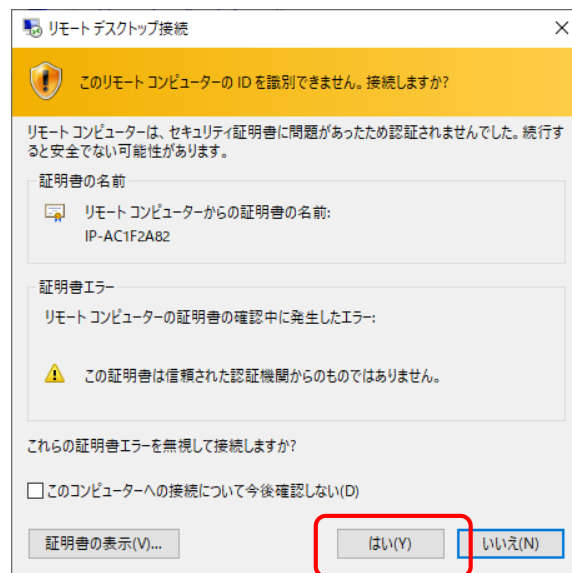 リモート デスクトップ接続
このリモート コンピューターの ID を識別できません。接続しますか?
リモート コンピューターは、セキュリティ証明書に問題があったため認証されませんでした。続行す
ると安全でない可能性があります。
証明書の名前
リモート コンピューターからの証明書の名前:
IP-AC1F2A82
証明書エラー
リモート コンピューターの証明書の確認中に発生したエラー:
この証明書は信頼された認証機関からのものではありません。
これらの証明書エラーを無視して接続しますか?
このコンピューターへの接続について今後確認しない(D)
証明書の表示(V)... はい(Y) いいえ(N)